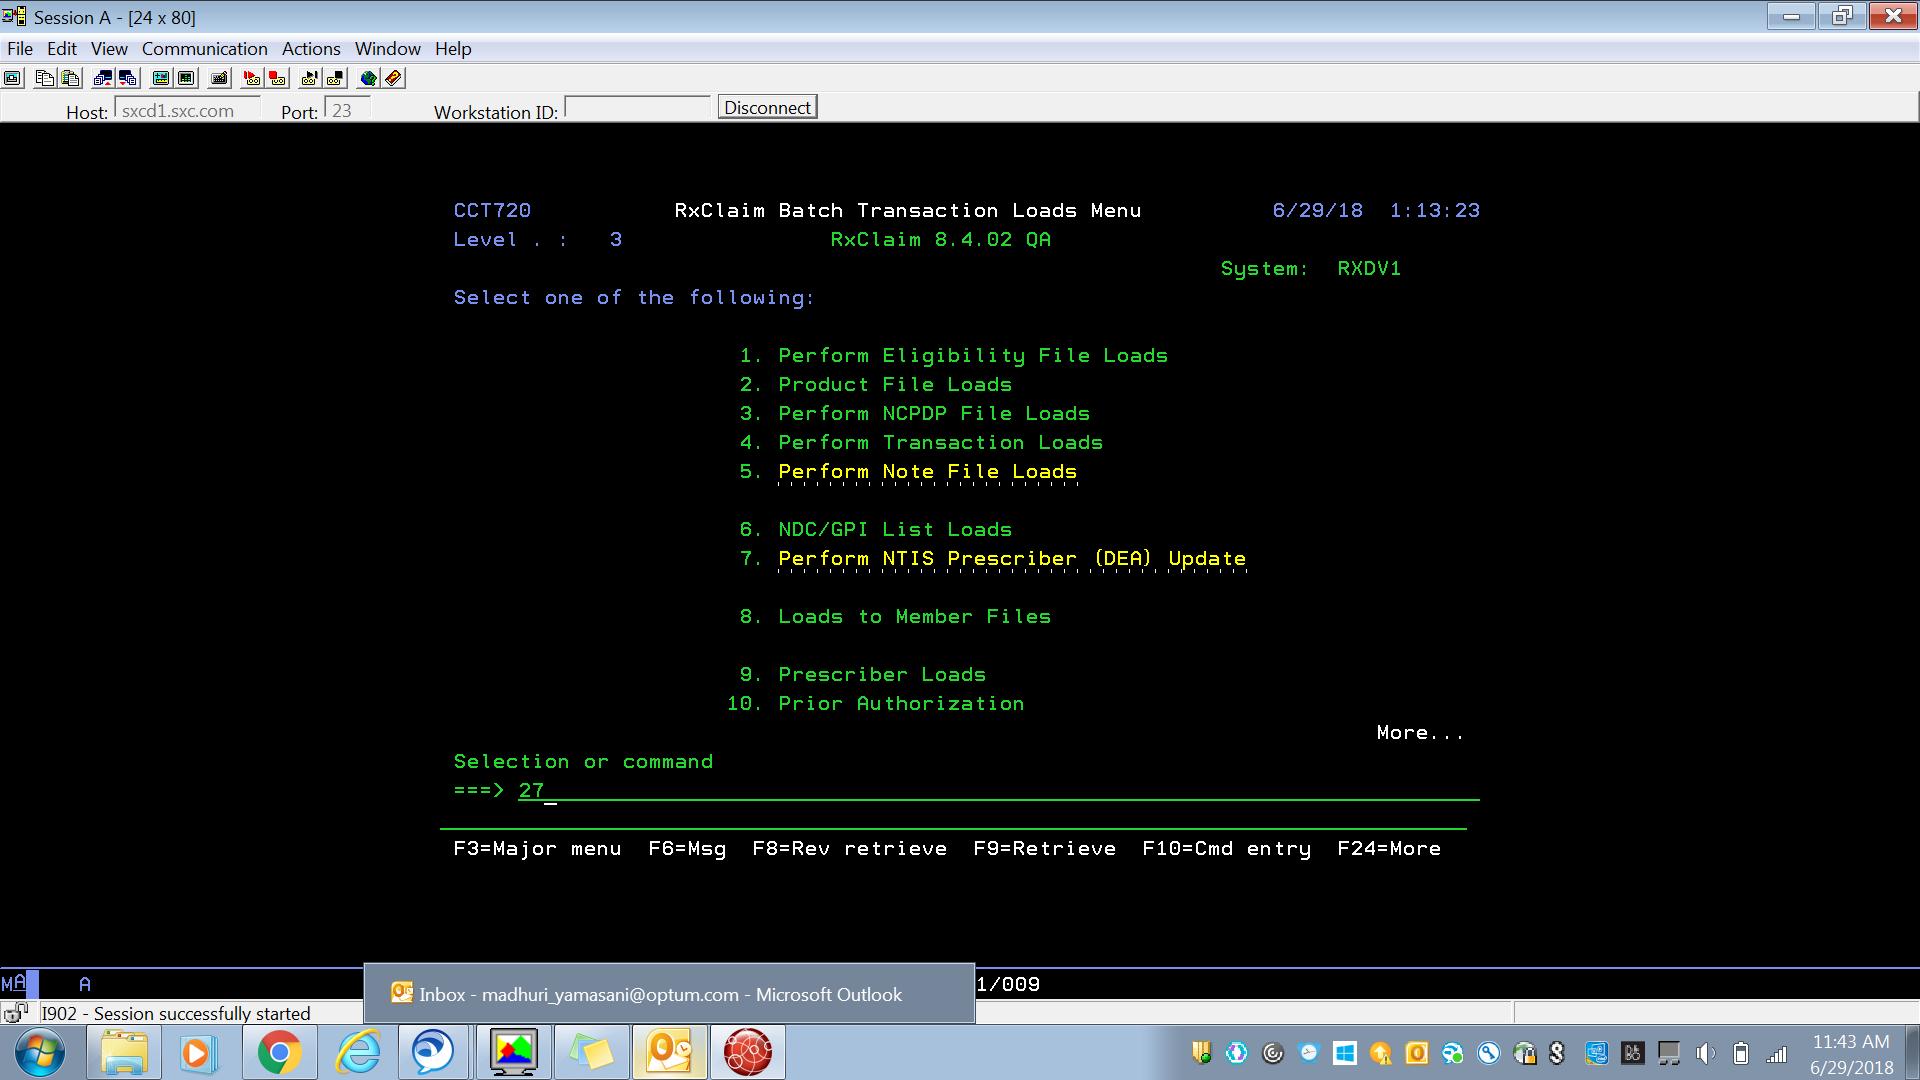 Session A - [24 x 80]
File Edit View Communication Actions Window Help
Host: sxcd1.sxc.com Port: 23 Workstation ID: Disconnect
CCT720 RxClaim Batch Transaction Loads Menu 6/29/18 1:13:23
Level . : 3 RxClaim 8.4.02 QA
System: RXDV1
Select one of the following:
1. Perform Eligibility File Loads
2. Product File Loads
3. Perform NCPDP File Loads
4. Perform Transaction Loads
5. Perform Note File Loads
6. NDC/GPI List Loads
7. Perform NTIS Prescriber (DEA) Update
8. Loads to Member Files
9. Prescriber Loads
10. Prior Authorization
More...
Selection or command
===> 27
F3=Major menu F6=Msg F8=Rev retrieve F9=Retrieve F10=Cmd entry F24=More
MA A 1/009
Inbox - madhuri_yamasani@optum.com - Microsoft Outlook
I902 - Session successfully started
11:43 AM
6/29/2018